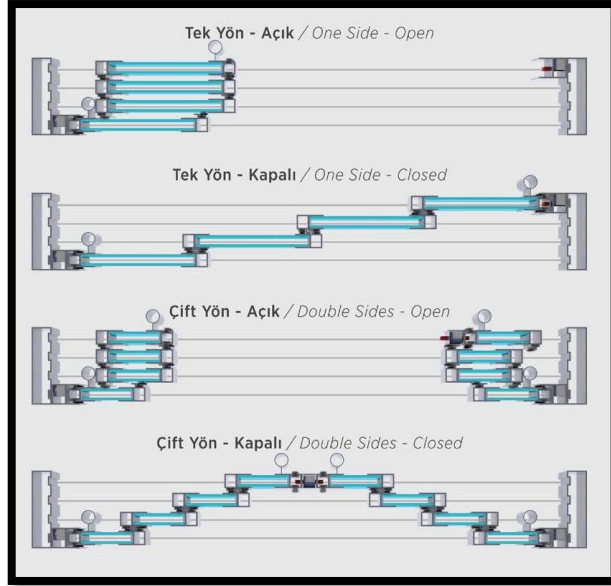 Tek Yön - Açık / One Side - Open
Tek Yön - Kapalı / One Side - Closed
Çift Yön - Açık / Double Sides - Open
Çift Yön - Kapalı / Double Sides - Closed